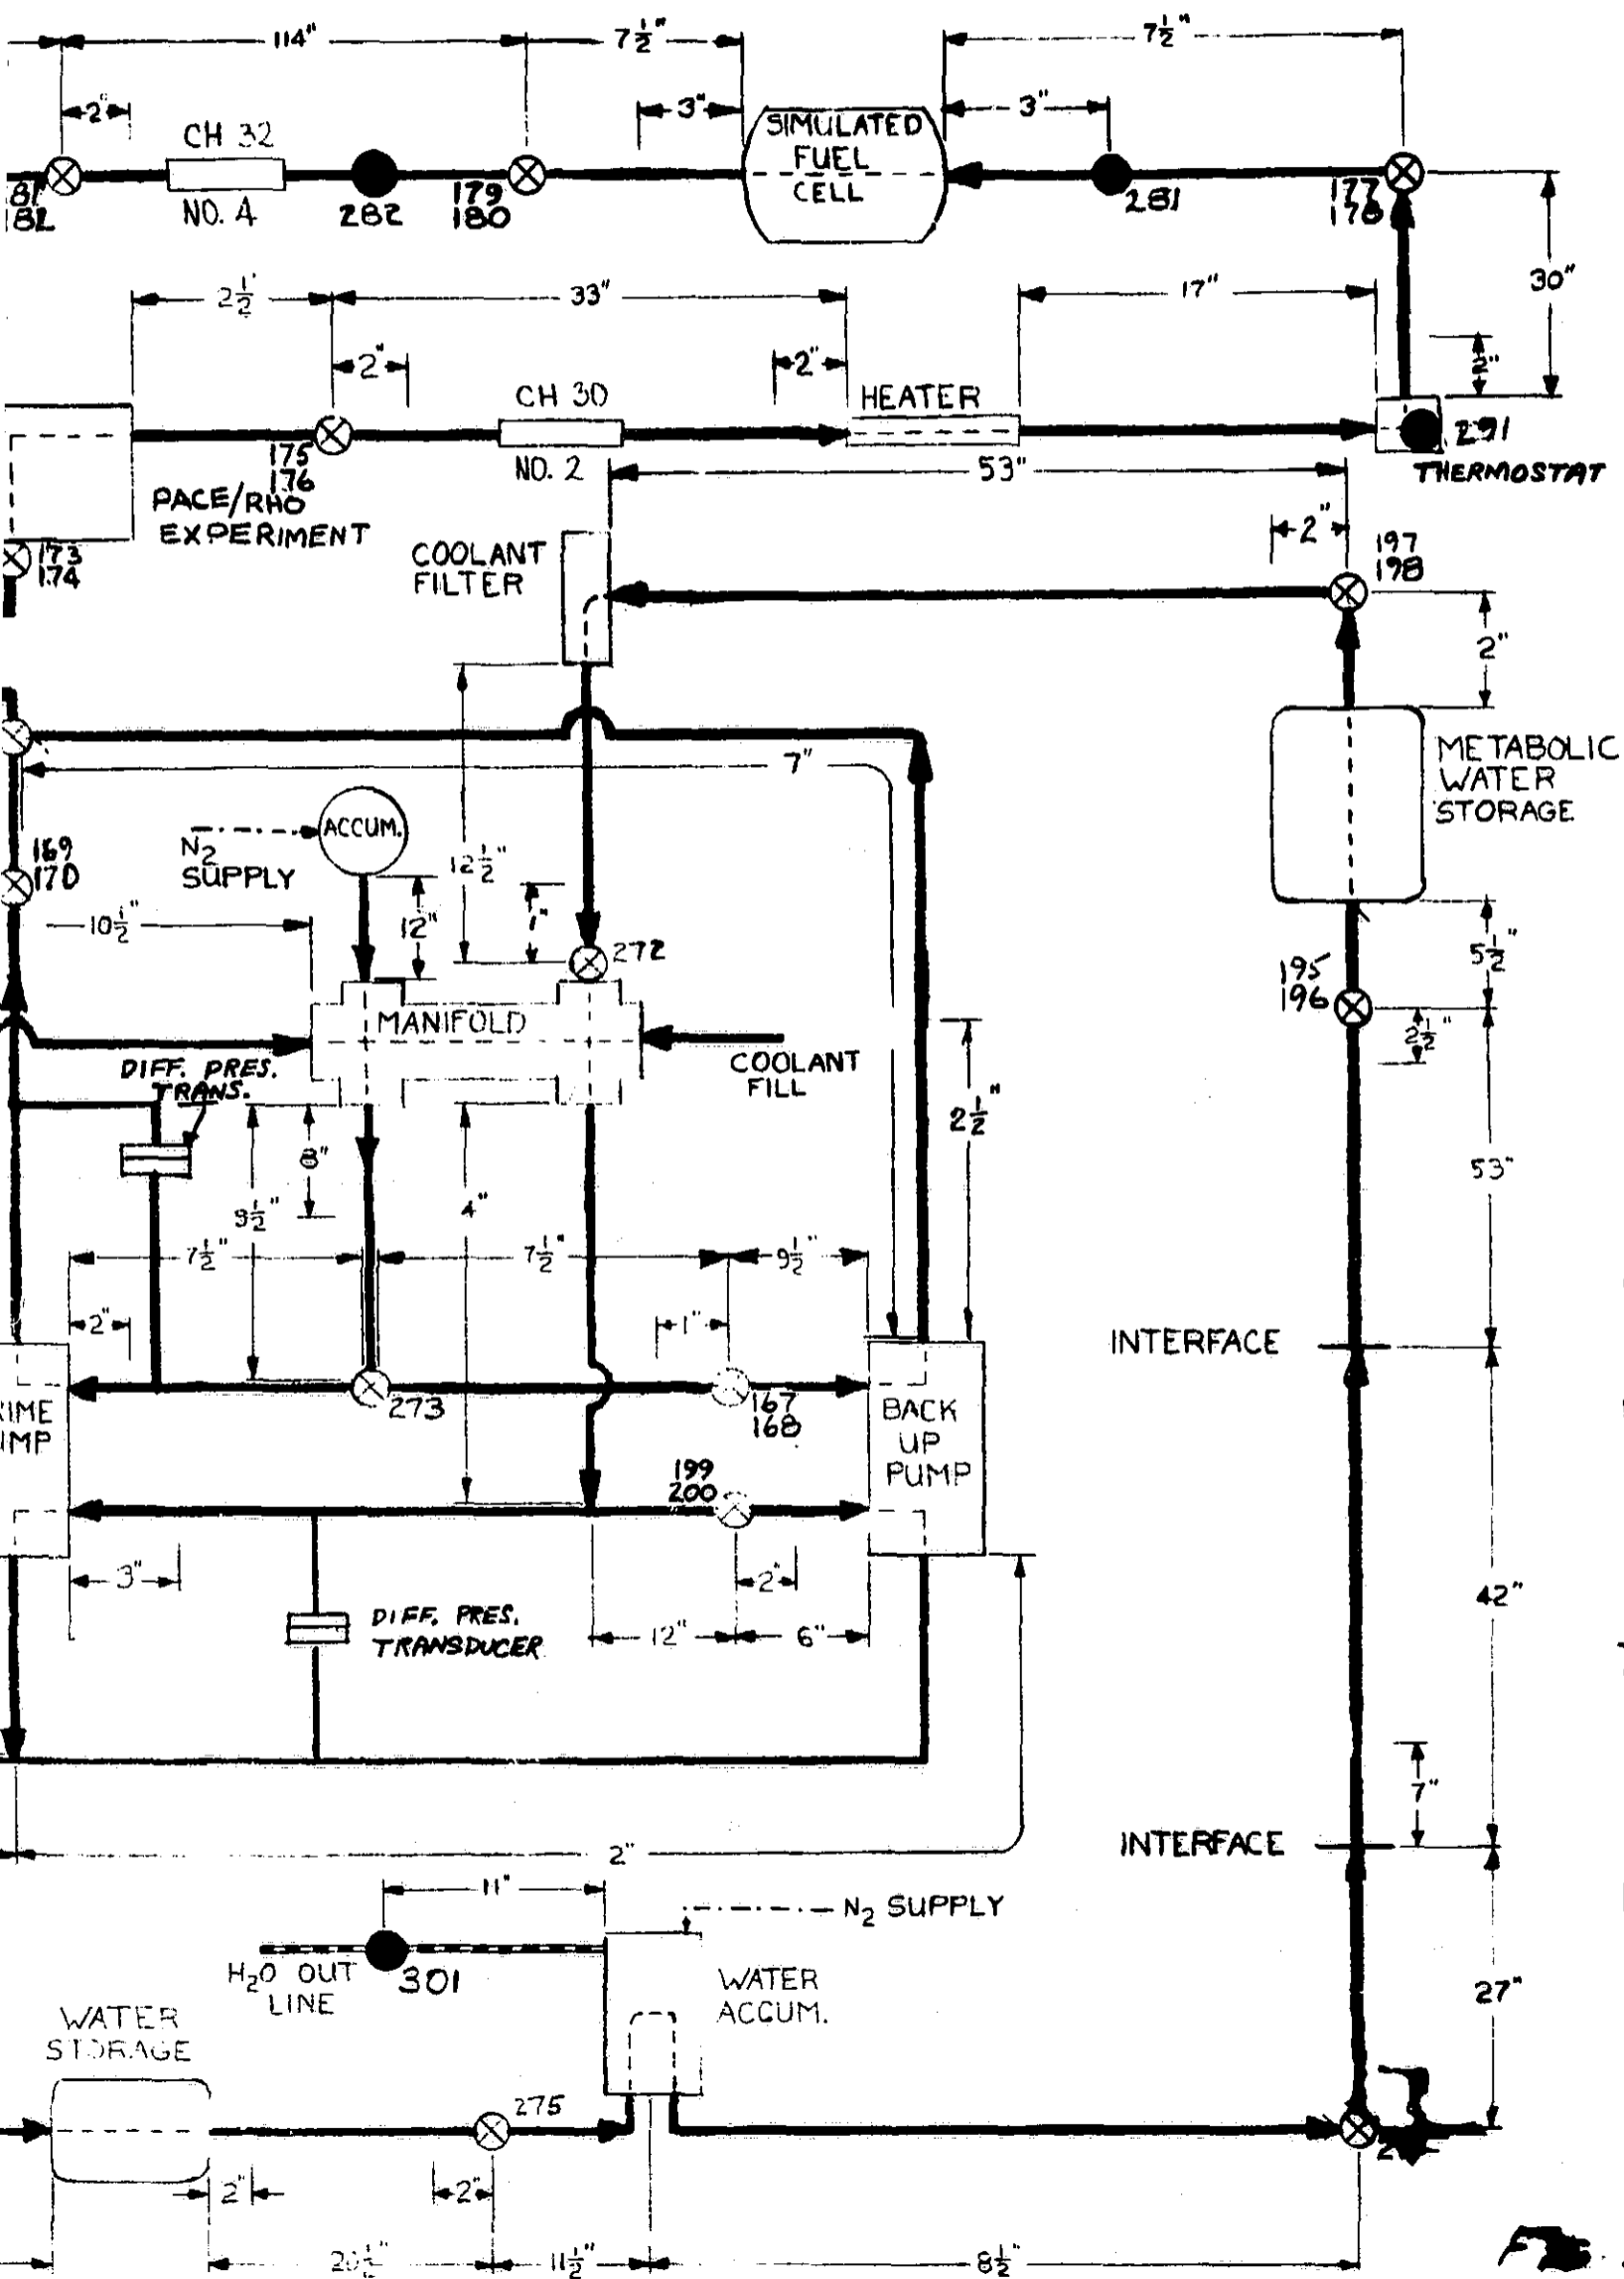 114"
7 1/2"
7 1/2"
2"
3"
3"
CH 32
SIMULATED
FUEL
CELL
NO. 4
282
179
180
281
177
178
182
2 1/2'
33"
17"
30"
2"
2"
2"
CH 30
HEATER
291
THERMOSTAT
175
176
NO. 2
53"
PACE/RHO
EXPERIMENT
173
174
COOLANT
FILTER
2"
197
198
2"
7"
METABOLIC
WATER
STORAGE
ACCUM.
N2
SUPPLY
169
170
12 1/2"
10 1/2"
12"
1"
272
5 1/2"
195
196
MANIFOLD
2 1/2"
COOLANT
FILL
DIFF. PRES.
TRANS.
2 1/2"
8"
4"
53"
9 1/2"
7 1/2"
7 1/2"
9 1/2"
2"
1"
INTERFACE
273
167
168
BACK
UP
PUMP
199
200
3"
2"
42"
DIFF. PRES.
TRANSDUCER
12"
6"
7"
INTERFACE
2"
11"
N2 SUPPLY
H2O OUT
LINE
301
WATER
ACCUM.
27"
WATER
STORAGE
275
2"
2"
11 1/2"
8 1/2"